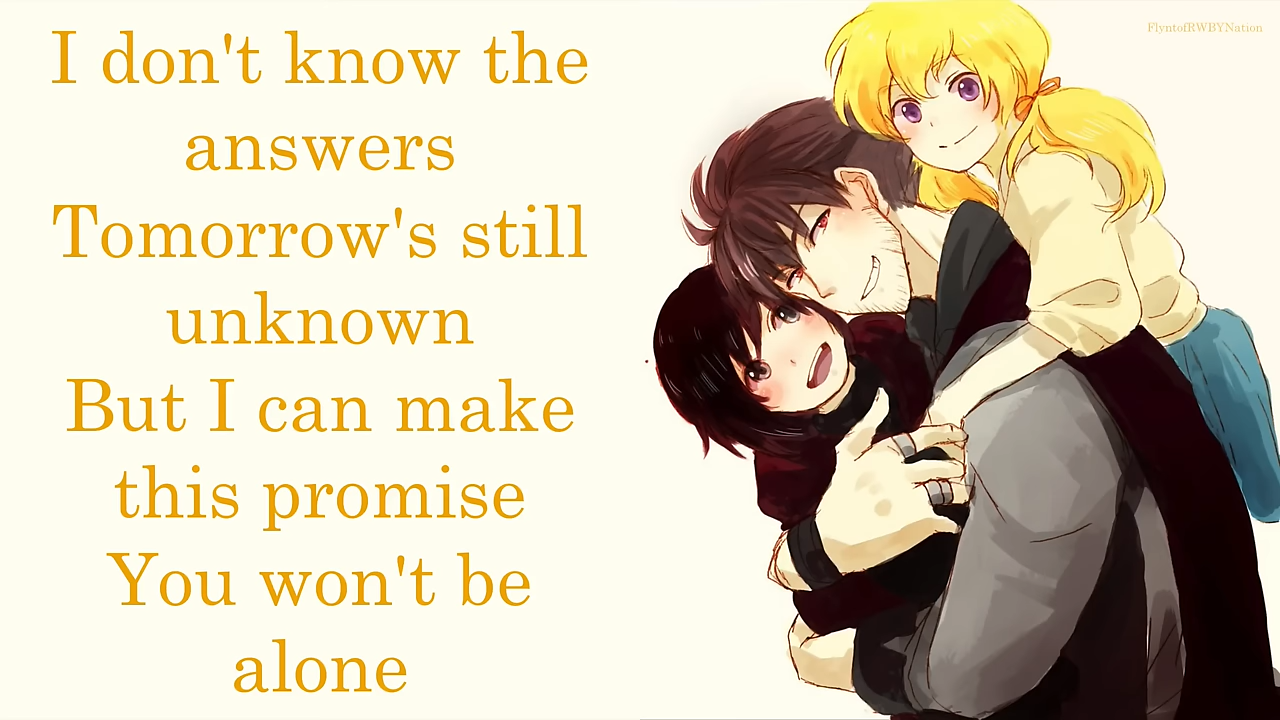 FlyntofRWBYNation
I don't know the
answers
Tomorrow's still
unknown
But I can make
this promise
You won't be
alone